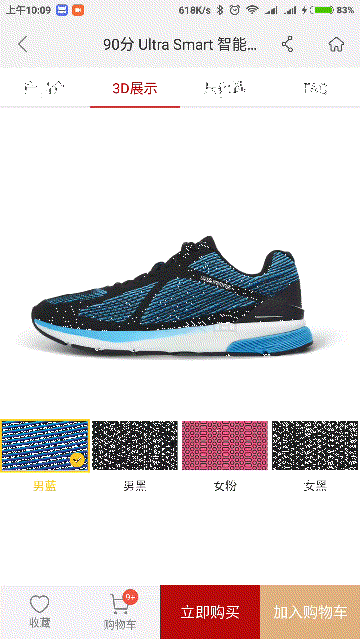 上午10:09
618K/s
83%
90分 Ultra Smart 智能...
3D展示
FAQ
男蓝
男黑
女粉
女黑
收藏
9+
购物车
立即购买
加入购物车